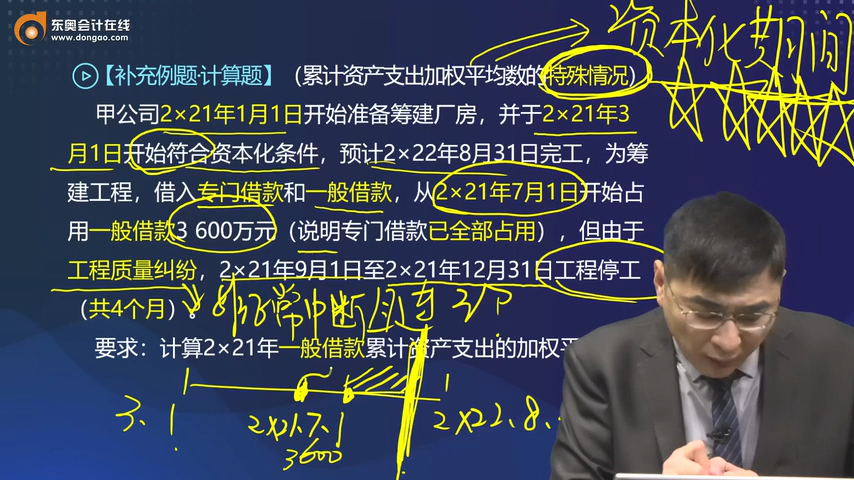 东奥会计在线
www.dongao.com
资本化期间
【补充例题·计算题】（累计资产支出加权平均数的特殊情况）
甲公司2×21年1月1日开始准备筹建厂房，并于2×21年3
月1日开始符合资本化条件，预计2×22年8月31日完工，为筹
建工程，借入专门借款和一般借款，从2×21年7月1日开始占
用一般借款3 600万元（说明专门借款已全部占用），但由于
工程质量纠纷，2×21年9月1日至2×21年12月31日工程停工
（共4个月）。
非正常中断且连
要求：计算2×21年一般借款累计资产支出的加权平
3.1
2×21.7.1
3600
2×22.8.